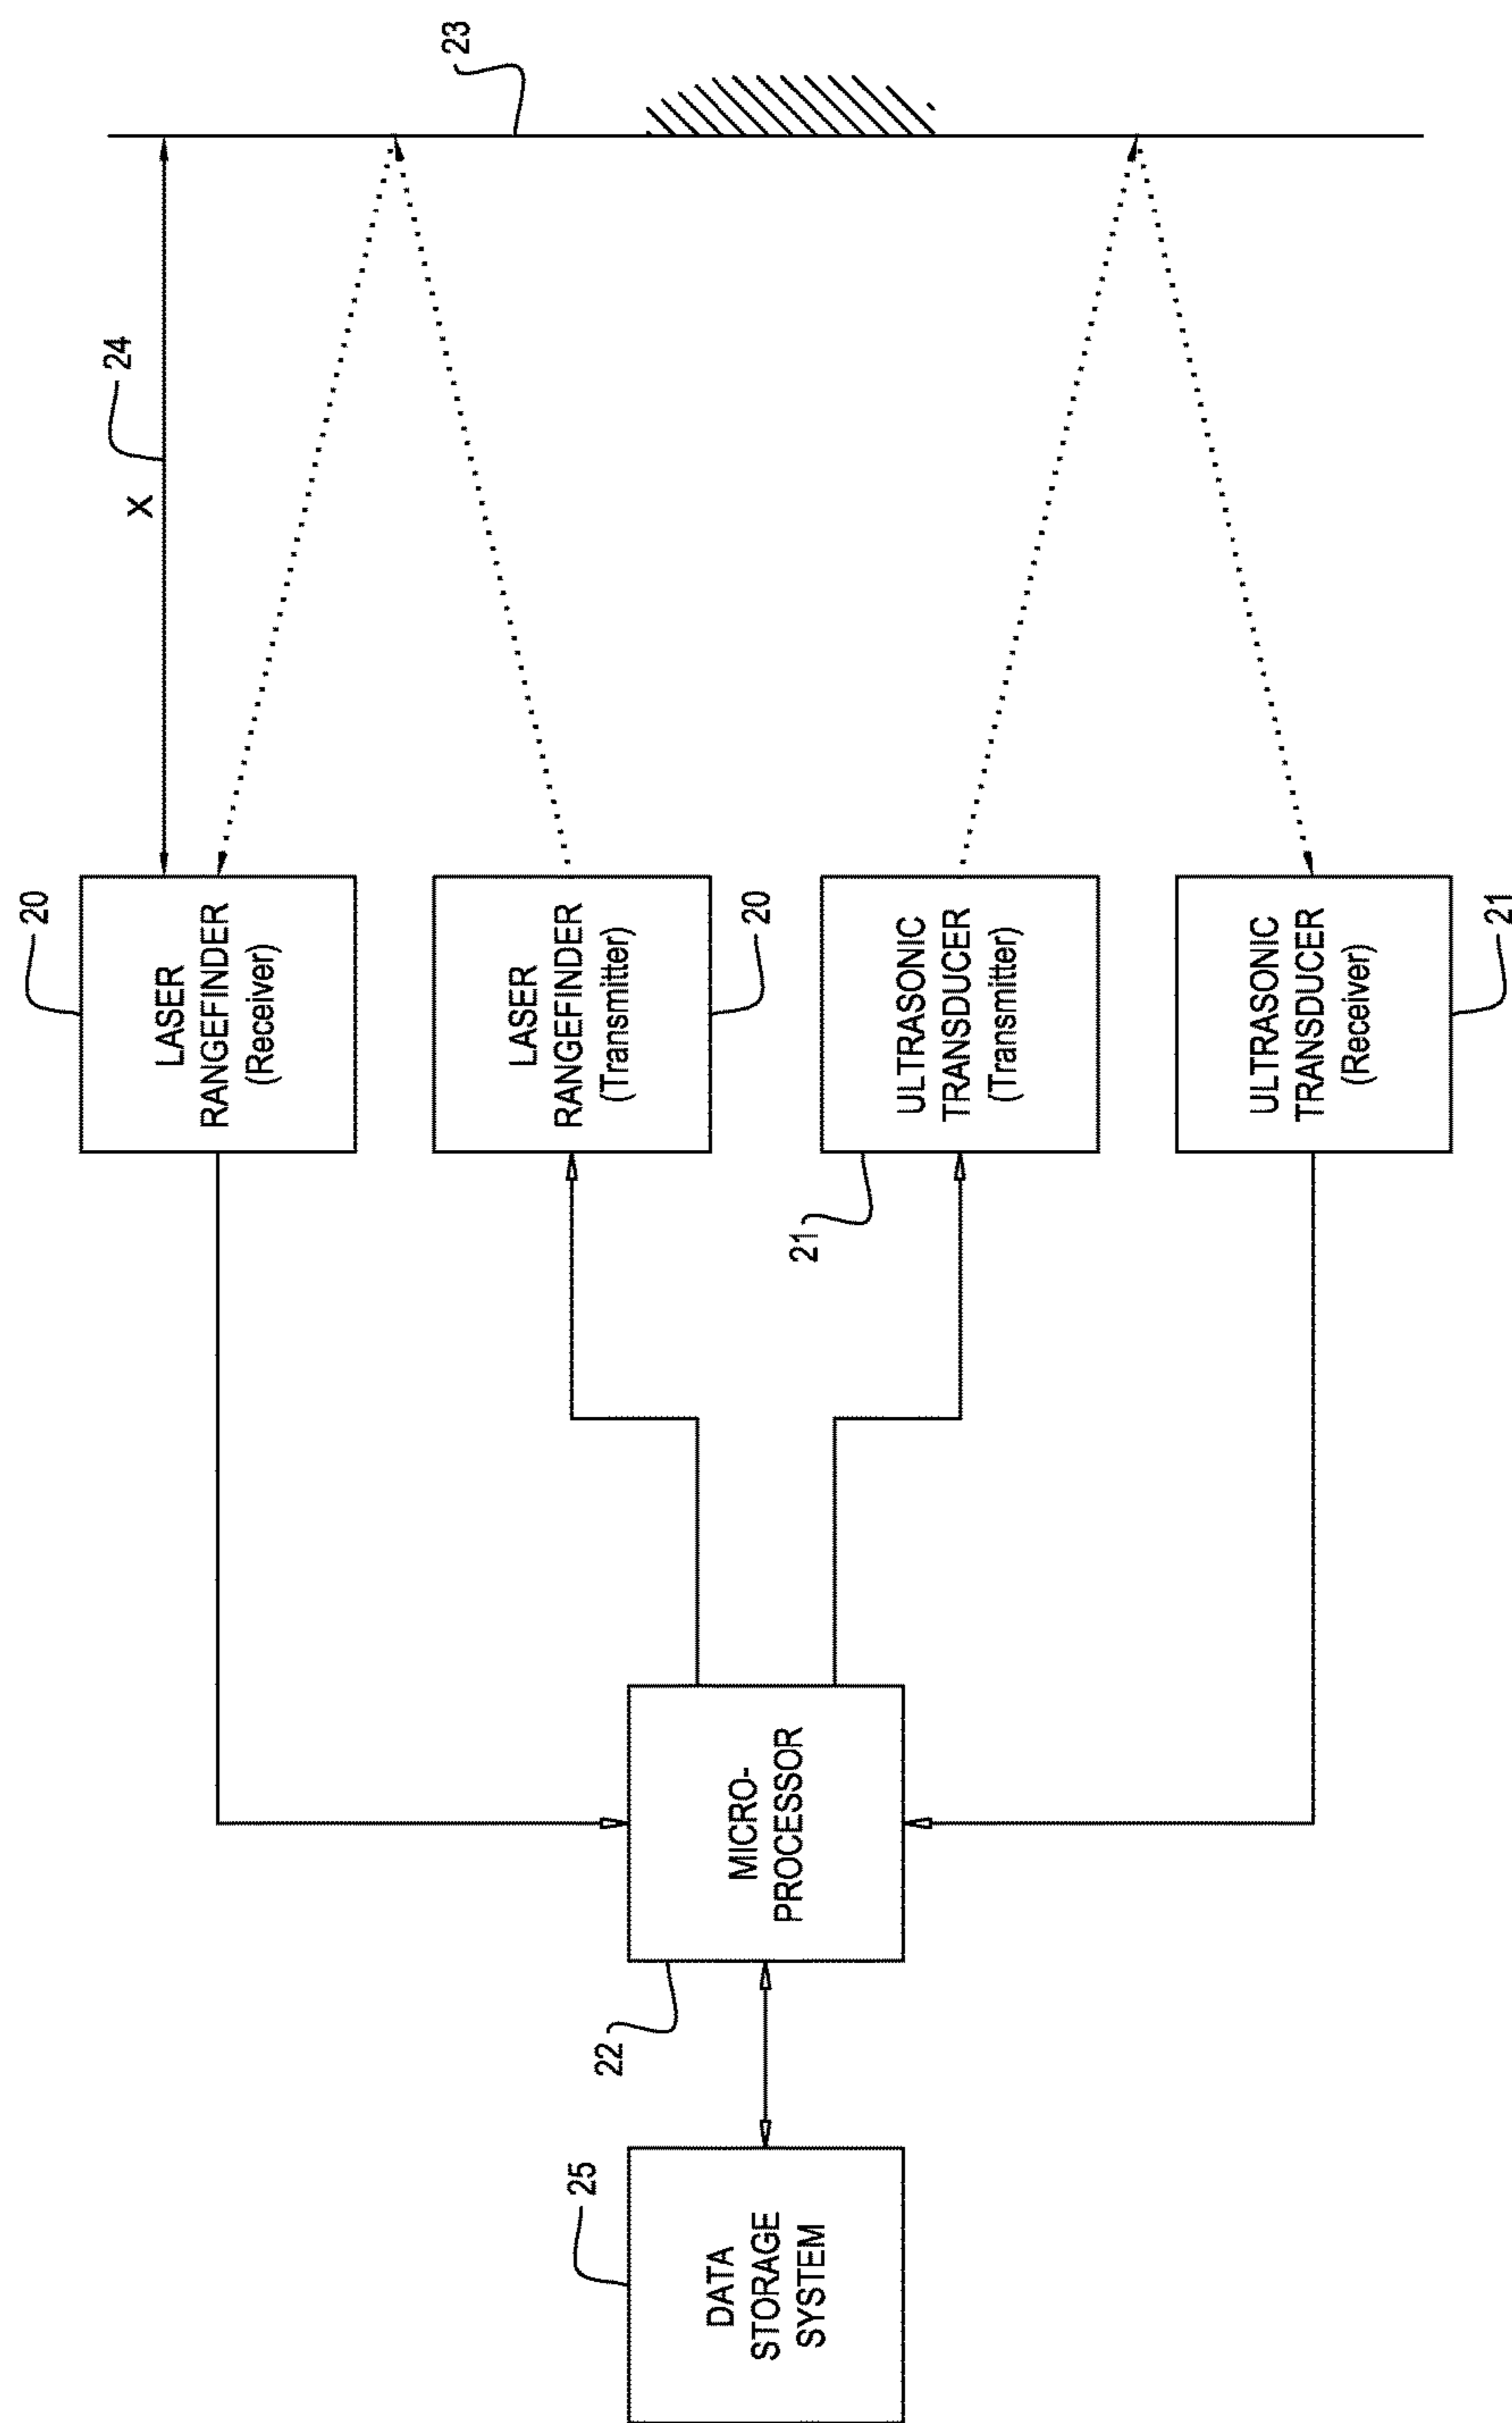 23
24
X
20
LASER
RANGEFINDER
(Receiver)
LASER
RANGEFINDER
(Transmitter)
20
ULTRASONIC
TRANSDUCER
(Transmitter)
21
ULTRASONIC
TRANSDUCER
(Receiver)
21
MICRO-
PROCESSOR
22
25
DATA
STORAGE
SYSTEM